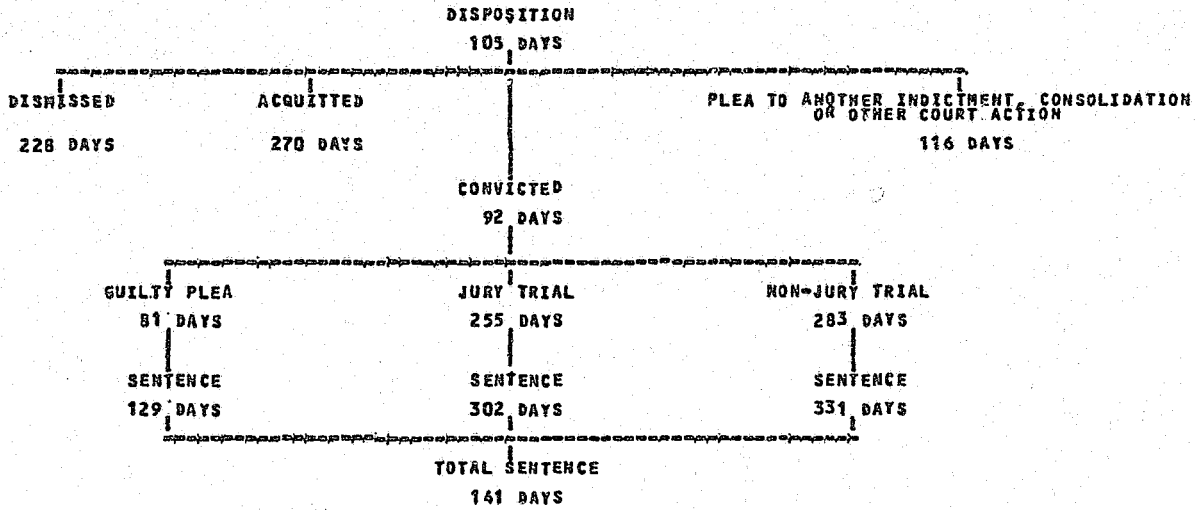 DISPOSITION
105 DAYS
DISMISSED ACQUITTED PLEA TO ANOTHER INDICTMENT, CONSOLIDATION
OR OTHER COURT ACTION
228 DAYS 270 DAYS 116 DAYS
CONVICTED
92 DAYS
GUILTY PLEA JURY TRIAL NON-JURY TRIAL
81 DAYS 255 DAYS 283 DAYS
SENTENCE SENTENCE SENTENCE
129 DAYS 302 DAYS 331 DAYS
TOTAL SENTENCE
141 DAYS